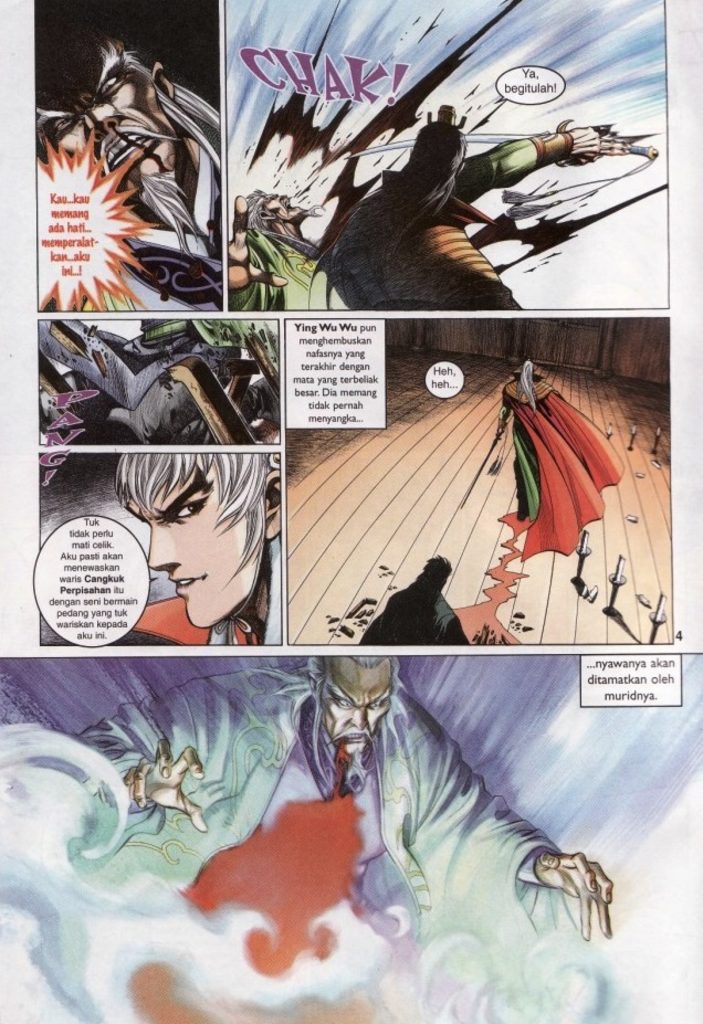 Kau...kau
memang
ada hati...
memperalat-
kan...aku
ini...!
CHAK!
Ya,
begitulah!
PANG!
Tuk
tidak perlu
mati celik.
Aku pasti akan
menewaskan
waris Cangkuk
Perpisahan itu
dengan seni bermain
pedang yang tuk
wariskan kepada
aku ini.
Ying Wu Wu pun
menghembuskan
nafasnya yang
terakhir dengan
mata yang terbeliak
besar. Dia memang
tidak pernah
menyangka...
Heh,
heh...
4
...nyawanya akan
ditamatkan oleh
muridnya.